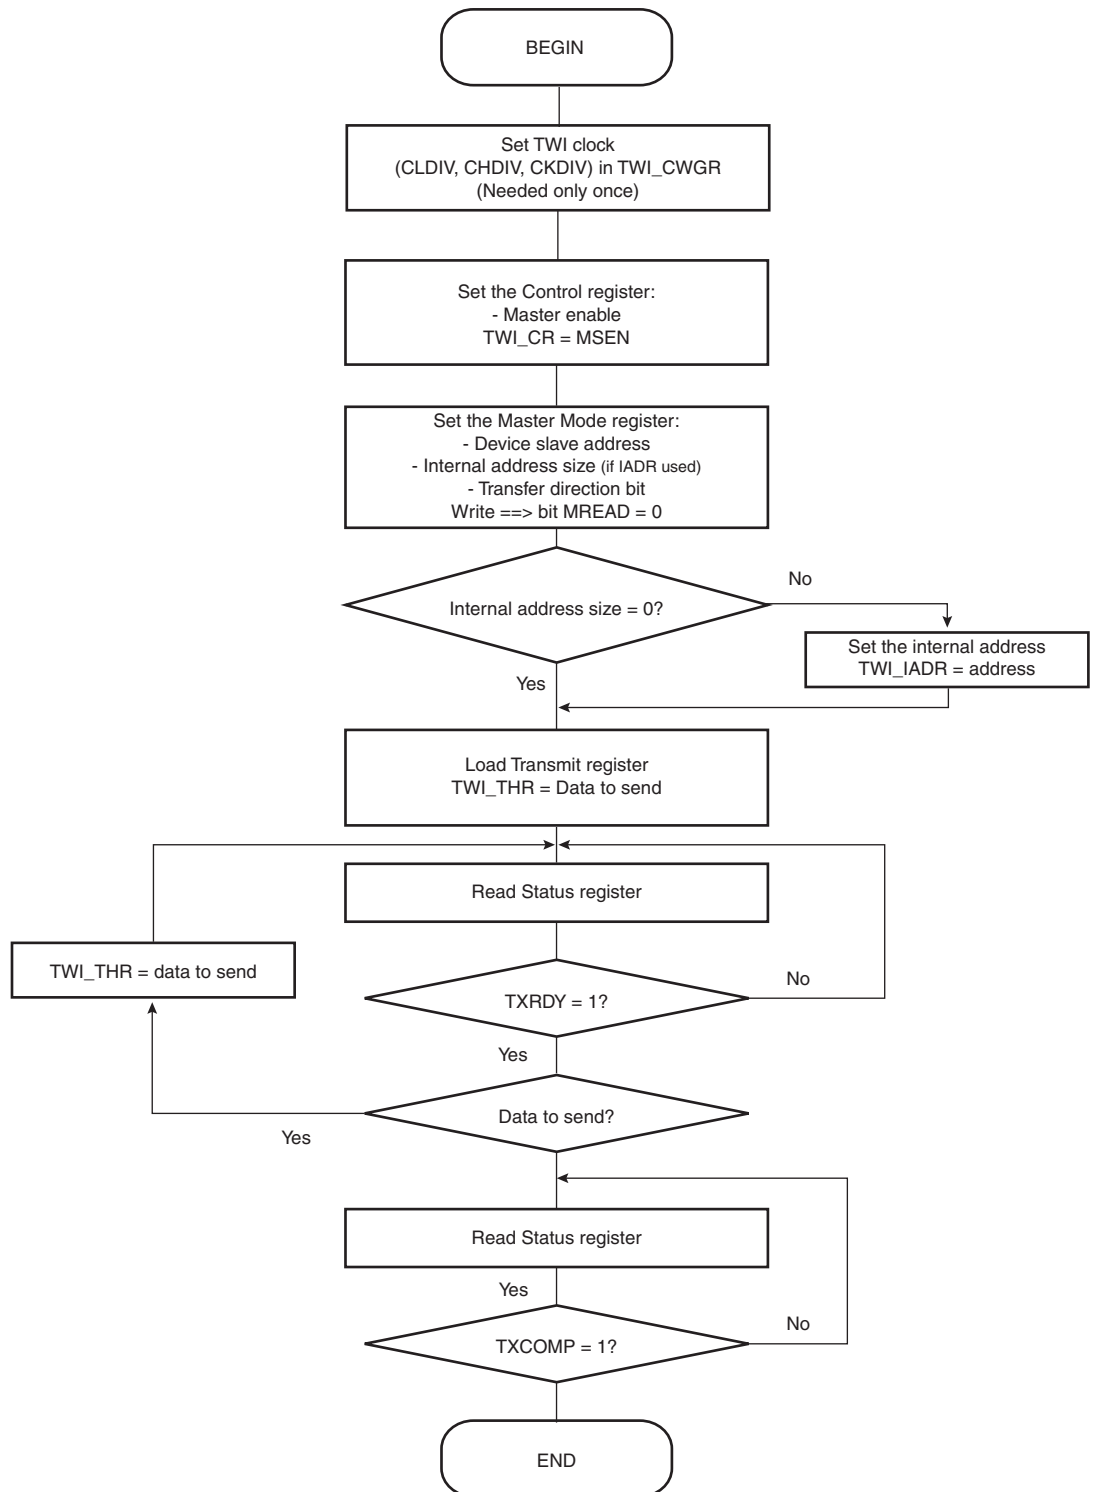 BEGIN
Set TWI clock
(CLDIV, CHDIV, CKDIV) in TWI_CWGR
(Needed only once)
Set the Control register:
- Master enable
TWI_CR = MSEN
Set the Master Mode register:
- Device slave address
- Internal address size (if IADR used)
- Transfer direction bit
Write ==> bit MREAD = 0
No
Internal address size = 0?
Set the internal address
TWI_IADR = address
Yes
Load Transmit register
TWI_THR = Data to send
Read Status register
TWI_THR = data to send
No
TXRDY = 1?
Yes
Data to send?
Yes
Read Status register
Yes
No
TXCOMP = 1?
END